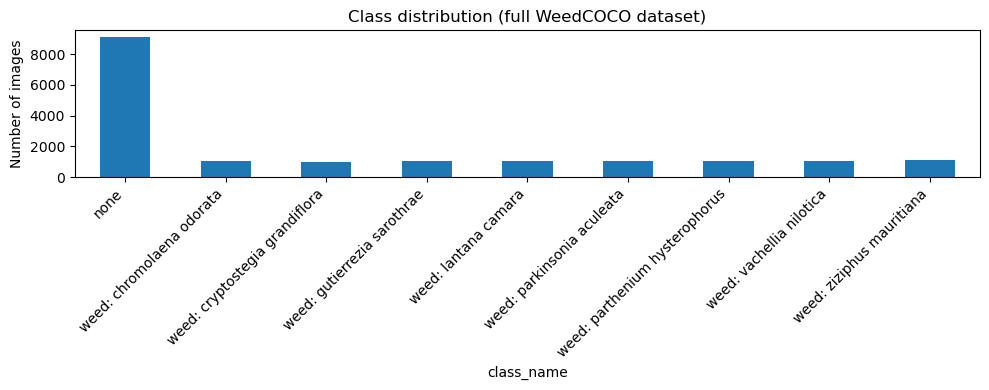 Class distribution (full WeedCOCO dataset)
Number of images
8000
6000
4000
2000
0
none
weed: chromolaena odorata
weed: cryptostegia grandiflora
weed: gutierrezia sarothrae
weed: lantana camara
weed: parkinsonia aculeata
weed: parthenium hysterophorus
weed: vachellia nilotica
weed: ziziphus mauritiana
class_name